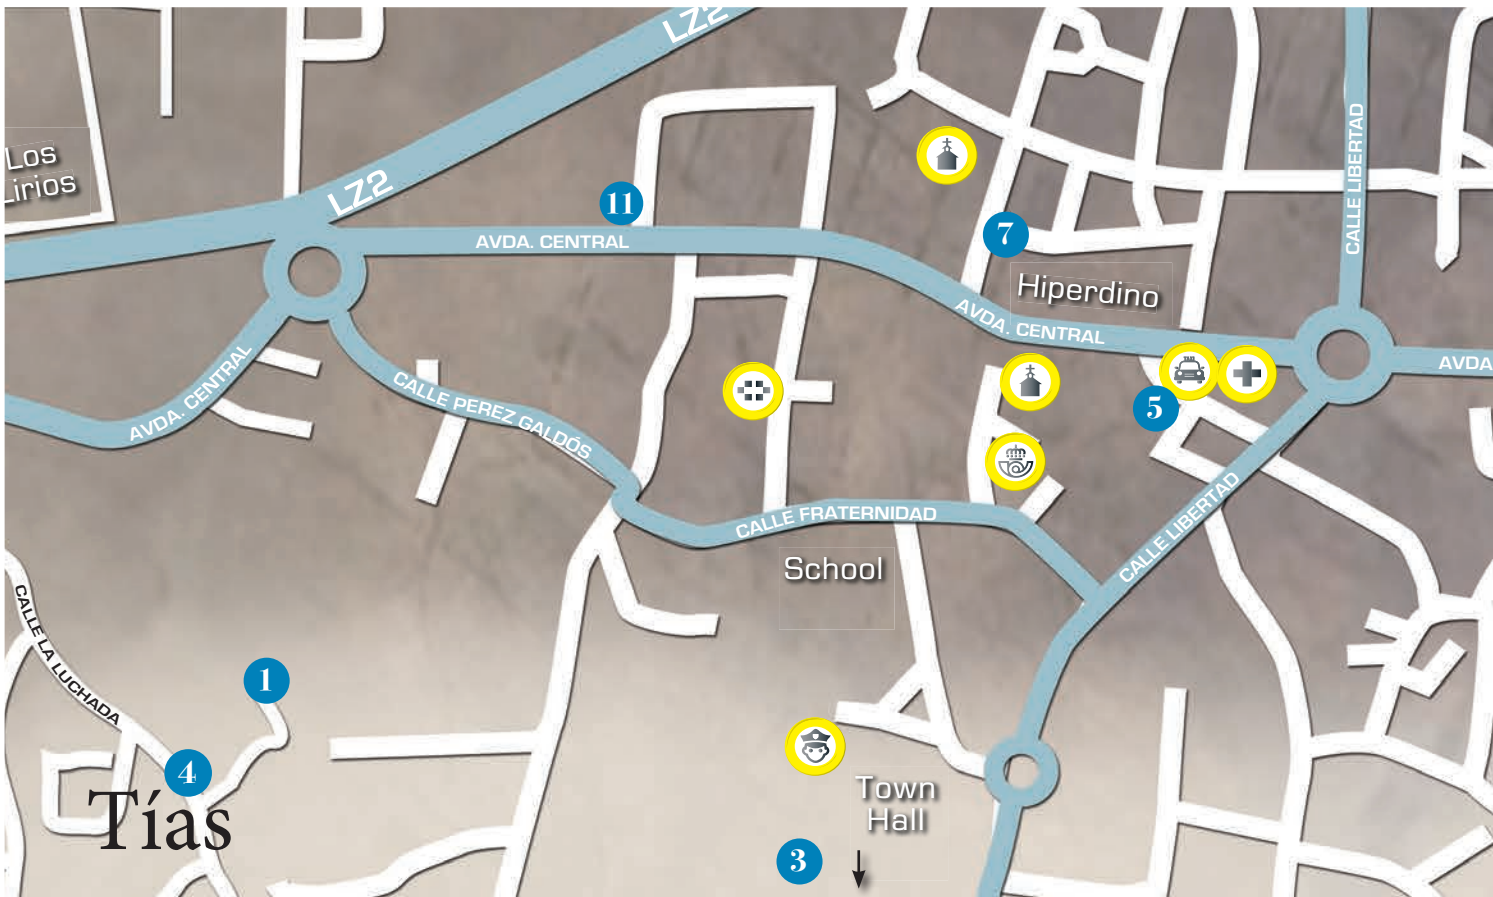 LZ2
Los
Lirios
LZ2
11
AVDA. CENTRAL
CALLE LIBERTAD
7
Hiperdino
AVDA. CENTRAL
AVDA
AVDA. CENTRAL
CALLE PEREZ GALDÓS
TAXI
5
CALLE FRATERNIDAD
CALLE LIBERTAD
School
CALLE LA LUCHADA
1
4
Tías
Town
Hall
3